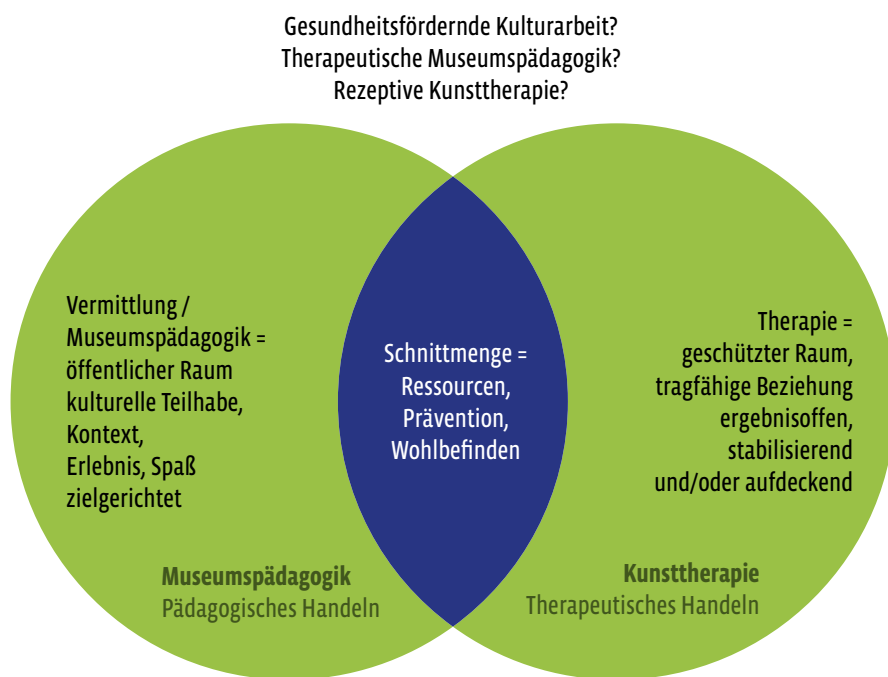 Gesundheitsfördernde Kulturarbeit?
Therapeutische Museumspädagogik?
Rezeptive Kunsttherapie?
Vermittlung /
Museumspädagogik =
öffentlicher Raum
kulturelle Teilhabe,
Kontext,
Erlebnis, Spaß
zielgerichtet
Museumspädagogik
Pädagogisches Handeln
Schnittmenge =
Ressourcen,
Prävention,
Wohlbefinden
Therapie =
geschützter Raum,
tragfähige Beziehung
ergebnisoffen,
stabilisierend
und/oder aufdeckend
Kunsttherapie
Therapeutisches Handeln